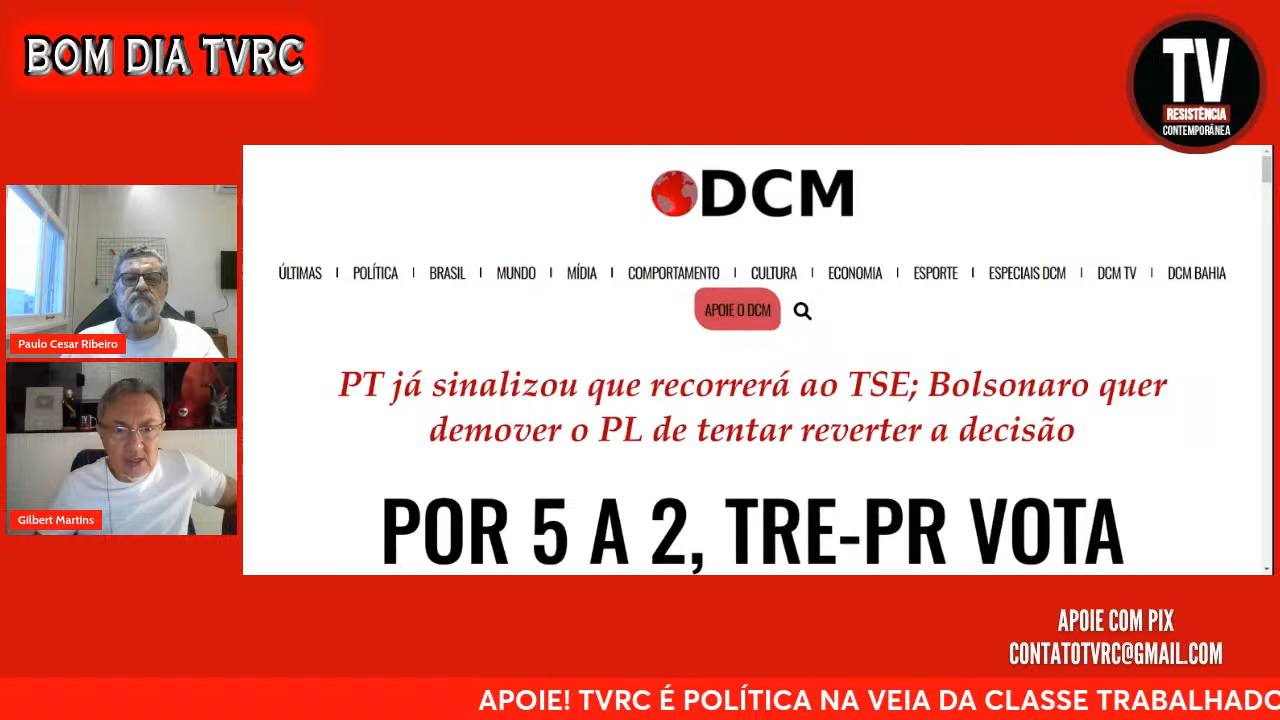 BOM DIA TVRC
TV
RESISTÊNCIA
CONTEMPORÂNEA
DCM
ÚLTIMAS POLÍTICA BRASIL MUNDO MÍDIA COMPORTAMENTO CULTURA ECONOMIA ESPORTE ESPECIAIS DCM DCM TV DCM BAHIA
APOIE O DCM
PT já sinalizou que recorrerá ao TSE; Bolsonaro quer
demover o PL de tentar reverter a decisão
POR 5 A 2, TRE-PR VOTA
Paulo Cesar Ribeiro
Gilbert Martins
APOIE COM PIX
CONTATOTVRC@GMAIL.COM
APOIE! TVRC É POLÍTICA NA VEIA DA CLASSE TRABALHADO